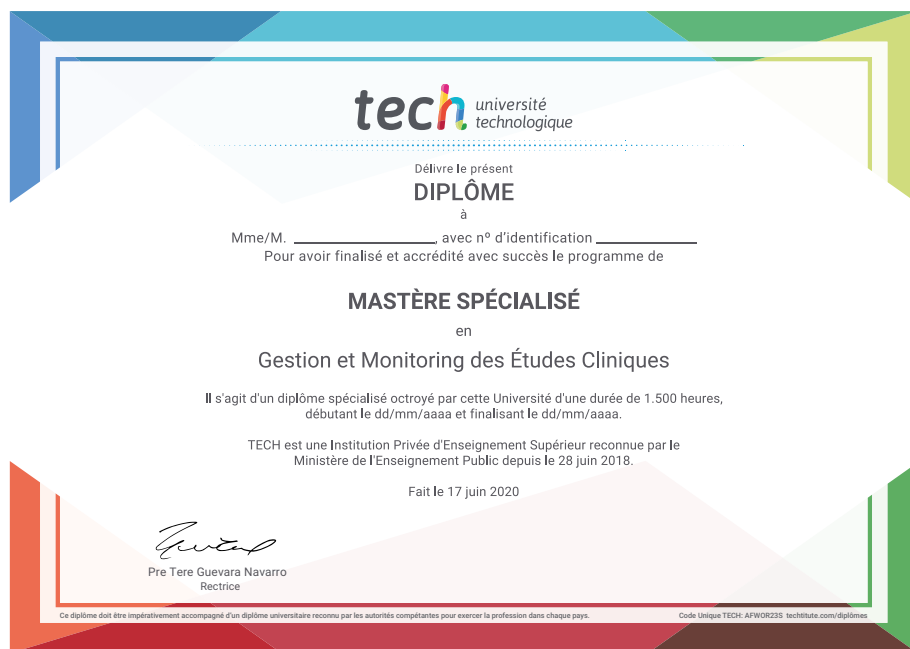 tech université
technologique
Délivre le présent
DIPLÔME
à
Mme/M. ____________, avec nº d'identification ____________
Pour avoir finalisé et accrédité avec succès le programme de
MASTÈRE SPÉCIALISÉ
en
Gestion et Monitoring des Études Cliniques
Il s'agit d'un diplôme spécialisé octroyé par cette Université d'une durée de 1.500 heures,
débutant le dd/mm/aaaa et finalisant le dd/mm/aaaa.
TECH est une Institution Privée d'Enseignement Supérieur reconnue par le
Ministère de l'Enseignement Public depuis le 28 juin 2018.
Fait le 17 juin 2020
Pre Tere Guevara Navarro
Rectrice
Ce diplôme doit être impérativement accompagné d'un diplôme universitaire reconnu par les autorités compétentes pour exercer la profession dans chaque pays.
Code Unique TECH: AFWOR23S techtitute.com/diplômes